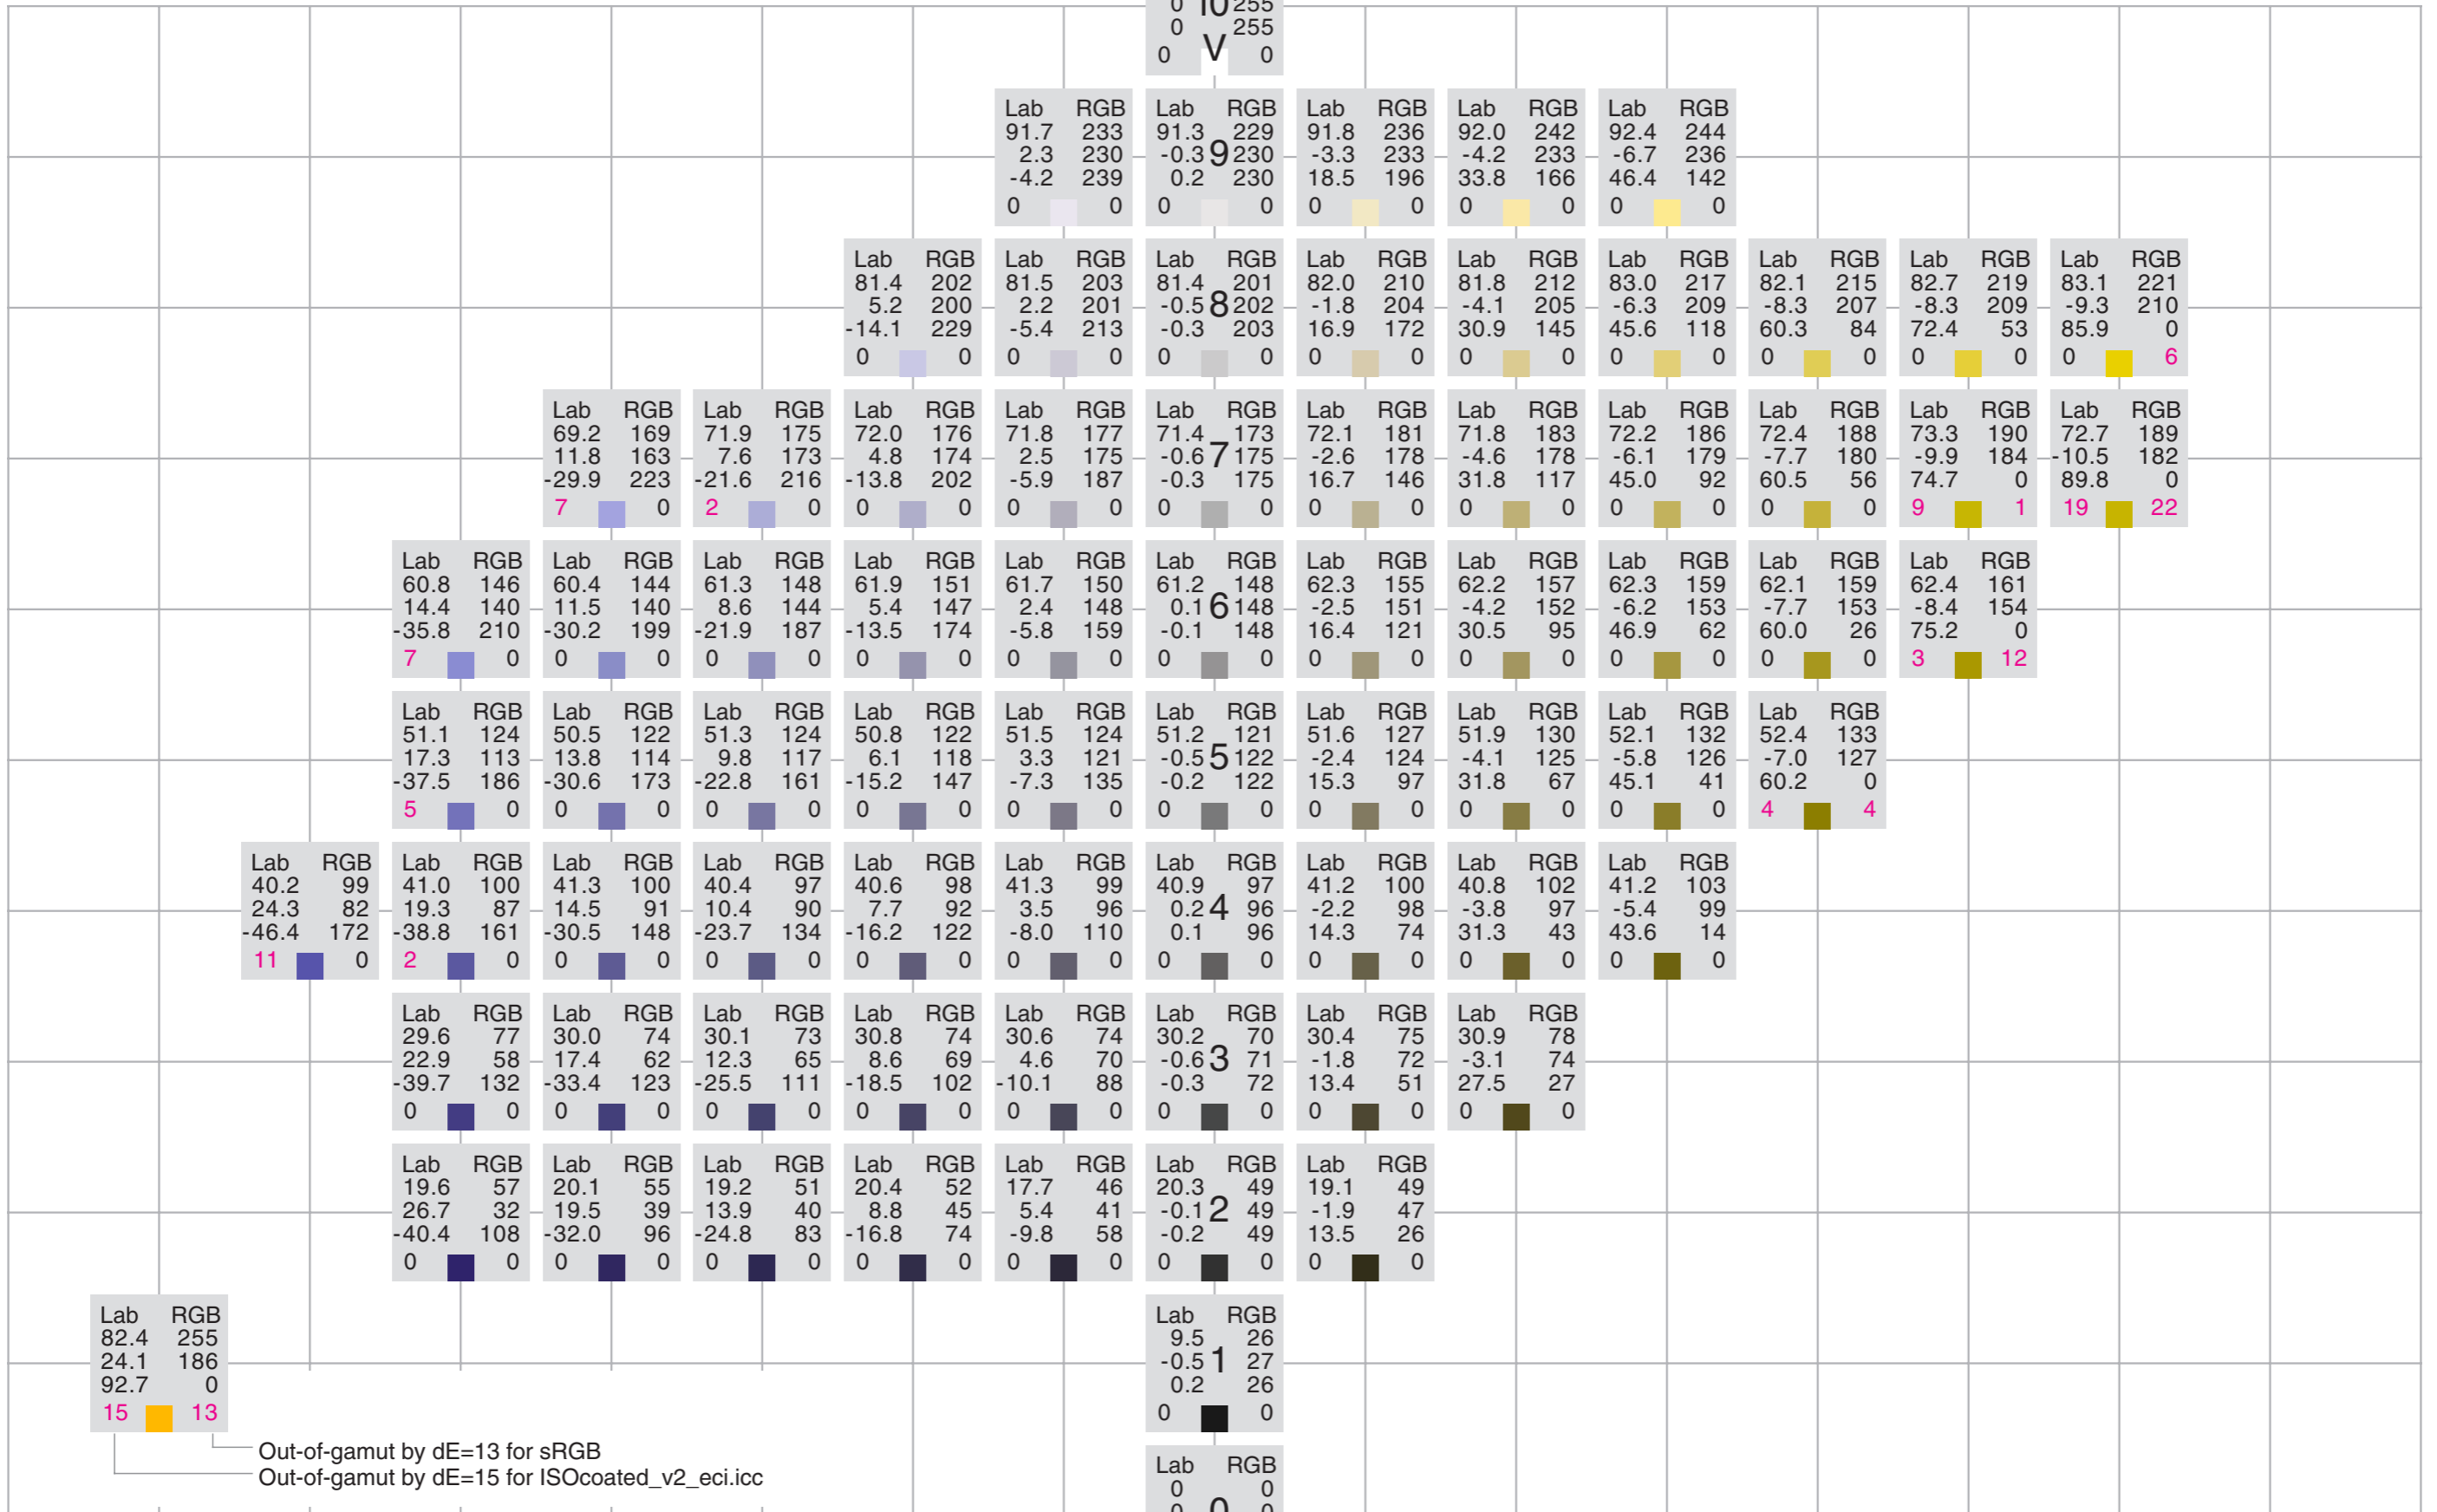 0 10 255
0 255
V
0 0
Lab RGB Lab RGB Lab RGB Lab RGB Lab RGB
91.7 233 91.3 229 91.8 236 92.0 242 92.4 244
2.3 230 -0.3 9 230 -3.3 233 -4.2 233 -6.7 236
-4.2 239 0.2 230 18.5 196 33.8 166 46.4 142
0 0 0 0 0 0 0 0 0 0
Lab RGB Lab RGB Lab RGB Lab RGB Lab RGB Lab RGB Lab RGB Lab RGB Lab RGB
81.4 202 81.5 203 81.4 201 82.0 210 81.8 212 83.0 217 82.1 215 82.7 219 83.1 221
5.2 200 2.2 201 -0.5 8 202 -1.8 204 -4.1 205 -6.3 209 -8.3 207 -8.3 209 -9.3 210
-14.1 229 -5.4 213 -0.3 203 16.9 172 30.9 145 45.6 118 60.3 84 72.4 53 85.9 0
0 0 0 0 0 0 0 0 0 0 0 0 0 0 0 0 0 6
Lab RGB Lab RGB Lab RGB Lab RGB Lab RGB Lab RGB Lab RGB Lab RGB Lab RGB Lab RGB Lab RGB
69.2 169 71.9 175 72.0 176 71.8 177 71.4 173 72.1 181 71.8 183 72.2 186 72.4 188 73.3 190 72.7 189
11.8 163 7.6 173 4.8 174 2.5 175 -0.6 7 175 -2.6 178 -4.6 178 -6.1 179 -7.7 180 -9.9 184 -10.5 182
-29.9 223 -21.6 216 -13.8 202 -5.9 187 -0.3 175 16.7 146 31.8 117 45.0 92 60.5 56 74.7 0 89.8 0
7 0 2 0 0 0 0 0 0 0 0 0 0 0 0 0 0 0 9 1 19 22
Lab RGB Lab RGB Lab RGB Lab RGB Lab RGB Lab RGB Lab RGB Lab RGB Lab RGB Lab RGB Lab RGB
60.8 146 60.4 144 61.3 148 61.9 151 61.7 150 61.2 148 62.3 155 62.2 157 62.3 159 62.1 159 62.4 161
14.4 140 11.5 140 8.6 144 5.4 147 2.4 148 0.1 6 148 -2.5 151 -4.2 152 -6.2 153 -7.7 153 -8.4 154
-35.8 210 -30.2 199 -21.9 187 -13.5 174 -5.8 159 -0.1 148 16.4 121 30.5 95 46.9 62 60.0 26 75.2 0
7 0 0 0 0 0 0 0 0 0 0 0 0 0 0 0 0 0 0 0 3 12
Lab RGB Lab RGB Lab RGB Lab RGB Lab RGB Lab RGB Lab RGB Lab RGB Lab RGB Lab RGB
51.1 124 50.5 122 51.3 124 50.8 122 51.5 124 51.2 121 51.6 127 51.9 130 52.1 132 52.4 133
17.3 113 13.8 114 9.8 117 6.1 118 3.3 121 -0.5 5 122 -2.4 124 -4.1 125 -5.8 126 -7.0 127
-37.5 186 -30.6 173 -22.8 161 -15.2 147 -7.3 135 -0.2 122 15.3 97 31.8 67 45.1 41 60.2 0
5 0 0 0 0 0 0 0 0 0 0 0 0 0 0 0 0 0 4 4
Lab RGB Lab RGB Lab RGB Lab RGB Lab RGB Lab RGB Lab RGB Lab RGB Lab RGB Lab RGB
40.2 99 41.0 100 41.3 100 40.4 97 40.6 98 41.3 99 40.9 97 41.2 100 40.8 102 41.2 103
24.3 82 19.3 87 14.5 91 10.4 90 7.7 92 3.5 96 0.2 4 96 -2.2 98 -3.8 97 -5.4 99
-46.4 172 -38.8 161 -30.5 148 -23.7 134 -16.2 122 -8.0 110 0.1 96 14.3 74 31.3 43 43.6 14
11 0 2 0 0 0 0 0 0 0 0 0 0 0 0 0 0 0 0 0
Lab RGB Lab RGB Lab RGB Lab RGB Lab RGB Lab RGB Lab RGB Lab RGB
29.6 77 30.0 74 30.1 73 30.8 74 30.6 74 30.2 70 30.4 75 30.9 78
22.9 58 17.4 62 12.3 65 8.6 69 4.6 70 -0.6 3 71 -1.8 72 -3.1 74
-39.7 132 -33.4 123 -25.5 111 -18.5 102 -10.1 88 -0.3 72 13.4 51 27.5 27
0 0 0 0 0 0 0 0 0 0 0 0 0 0 0 0
Lab RGB Lab RGB Lab RGB Lab RGB Lab RGB Lab RGB Lab RGB
19.6 57 20.1 55 19.2 51 20.4 52 17.7 46 20.3 49 19.1 49
26.7 32 19.5 39 13.9 40 8.8 45 5.4 41 -0.1 2 49 -1.9 47
-40.4 108 -32.0 96 -24.8 83 -16.8 74 -9.8 58 -0.2 49 13.5 26
0 0 0 0 0 0 0 0 0 0 0 0 0 0
Lab RGB Lab RGB
82.4 255 9.5 26
24.1 186 -0.5 1 27
92.7 0 0.2 26
15 13 0 0
Out-of-gamut by dE=13 for sRGB
Out-of-gamut by dE=15 for ISOcoated_v2_eci.icc
Lab RGB
0 0
0 0 0